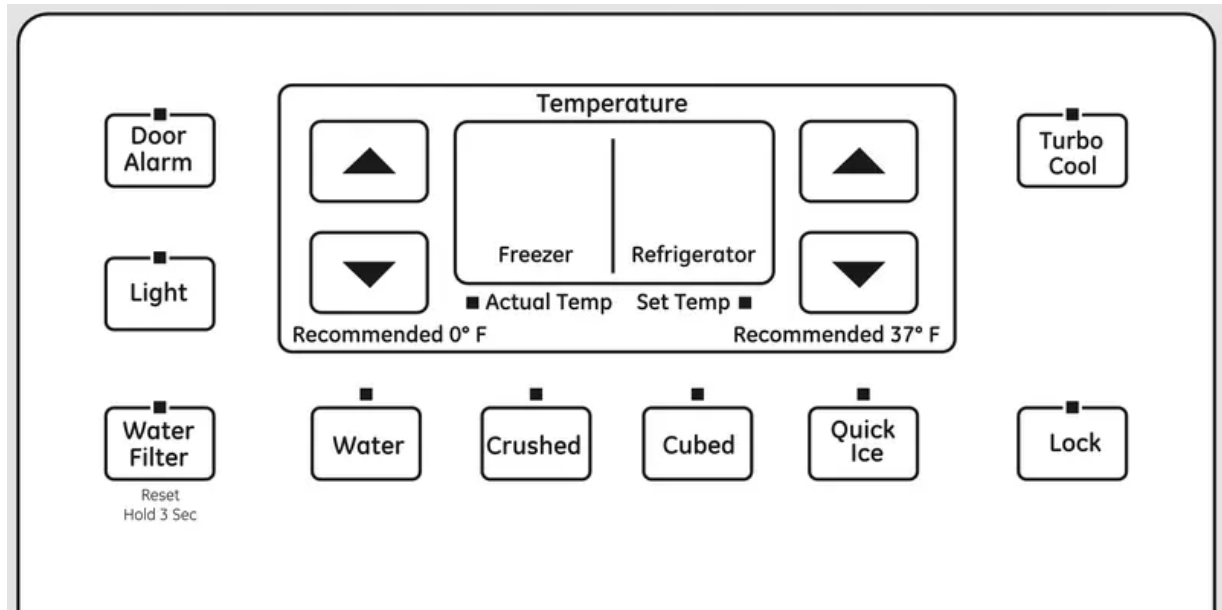 Temperature
Door
Alarm
Turbo
Cool
Freezer
Refrigerator
Light
Actual Temp
Set Temp
Recommended 0° F
Recommended 37° F
Water
Filter
Reset
Hold 3 Sec
Water
Crushed
Cubed
Quick
Ice
Lock